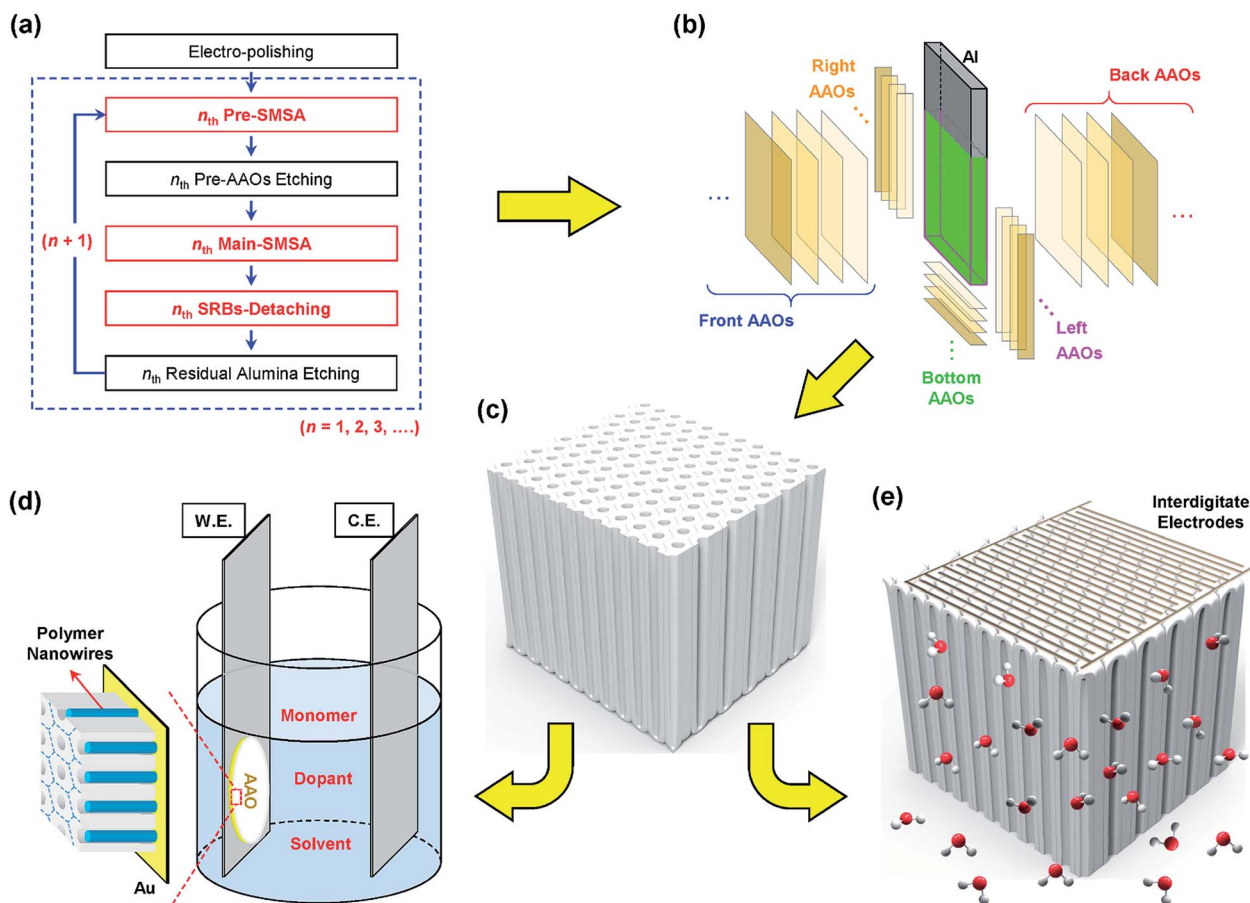 (a)
Electro-polishing
nth Pre-SMSA
nth Pre-AAOs Etching
nth Main-SMSA
(n + 1)
nth SRBs-Detaching
nth Residual Alumina Etching
(n = 1, 2, 3, ....)
(b)
Al
Right
AAOs
Back AAOs
...
...
Front AAOs
Left
AAOs
Bottom
AAOs
(c)
(d)
W.E.
C.E.
Polymer
Nanowires
Monomer
AAO
Dopant
Solvent
Au
(e)
Interdigitate
Electrodes